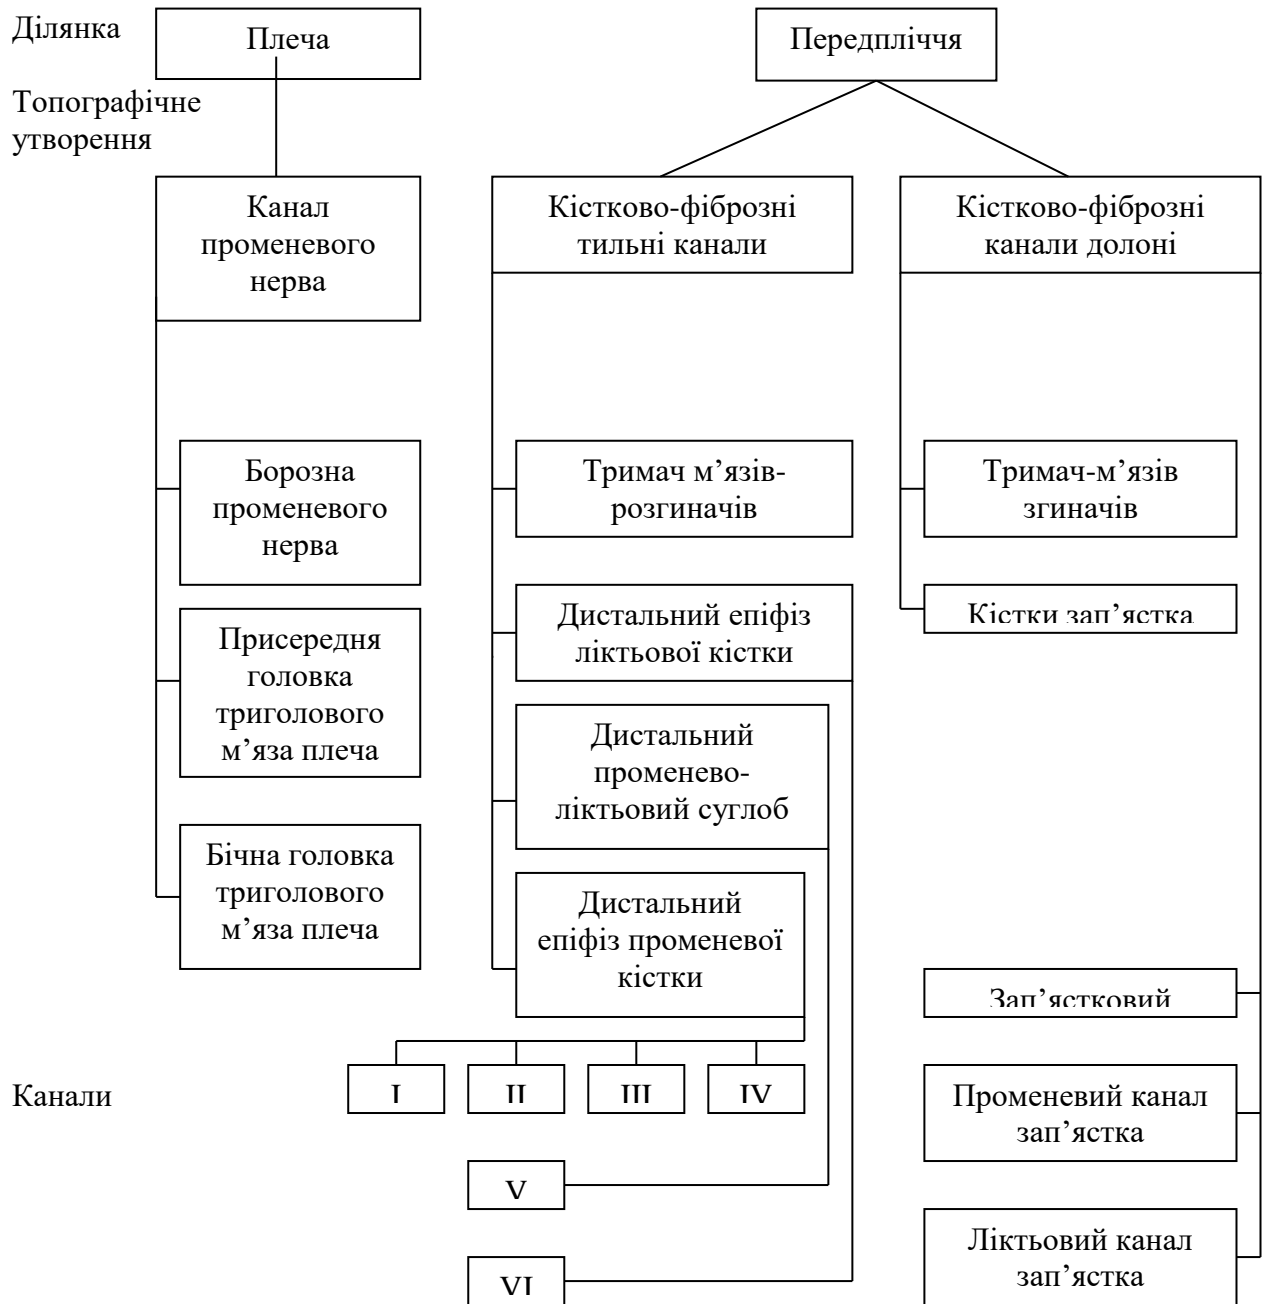 Ділянка
Плеча
Передпліччя
Топографічне
утворення
Канал
променевого
нерва
Кістково-фіброзні
тильні канали
Кістково-фіброзні
канали долоні
Борозна
променевого
нерва
Тримач м’язів-
розгиначів
Тримач-м’язів
згиначів
Присередня
головка
триголового
м’яза плеча
Дистальний епіфіз
ліктьової кістки
Кістки зап’ястка
Дистальний
променево-
ліктьовий суглоб
Бічна головка
триголового
м’яза плеча
Дистальний
епіфіз променевої
кістки
Зап’ястковий
Канали
I
II
III
IV
Променевий канал
зап’ястка
V
Ліктьовий канал
зап’ястка
VI